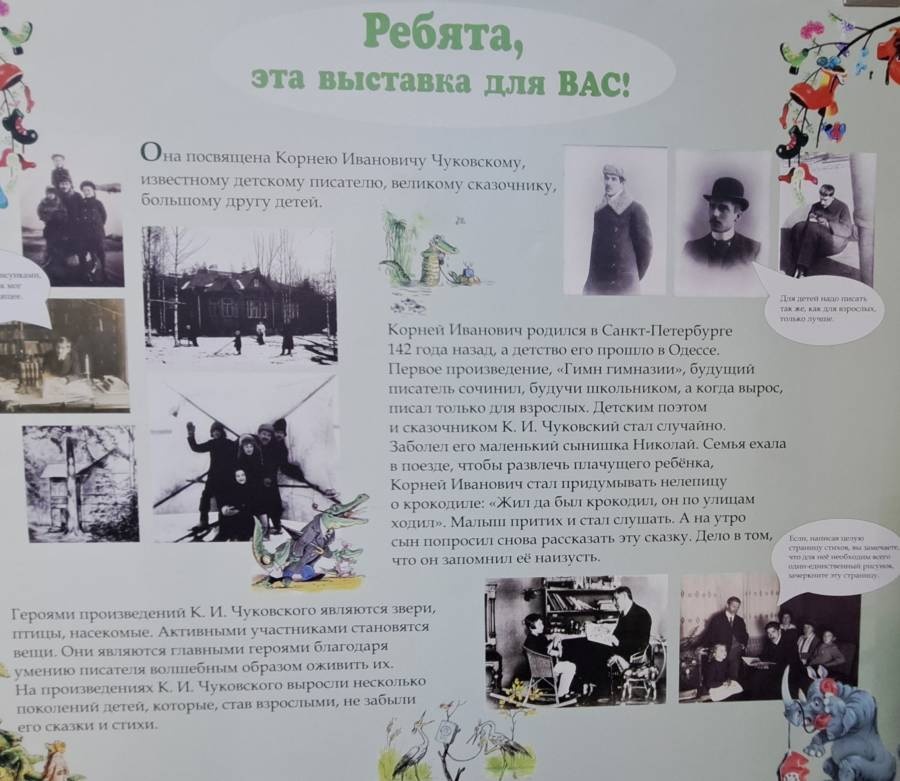 Ребята,
эта выставка для ВАС!
Она посвящена Корнею Ивановичу Чуковскому,
известному детскому писателю, великому сказочнику,
большому другу детей.
мог
Для детей надо писать
так же, как для взрослых,
только лучше.
Корней Иванович родился в Санкт-Петербурге
142 года назад, а детство его прошло в Одессе.
Первое произведение, «Гимн гимназии», будущий
писатель сочинил, будучи школьником, а когда вырос,
писал только для взрослых. Детским поэтом
и сказочником К. И. Чуковский стал случайно.
Заболел его маленький сынишка Николай. Семья ехала
в поезде, чтобы развлечь плачущего ребёнка,
Корней Иванович стал придумывать нелепицу
о крокодиле: «Жил да был крокодил, он по улицам
ходил». Малыш притих и стал слушать. А на утро
сын попросил снова рассказать эту сказку. Дело в том,
что он запомнил её наизусть.
Если, написав целую
страницу стихов, вы замечаете,
что для неё необходим всего
один-единственный рисунок,
зачеркните эту страницу.
Героями произведений К. И. Чуковского являются звери,
птицы, насекомые. Активными участниками становятся
вещи. Они являются главными героями благодаря
умению писателя волшебным образом оживить их.
На произведениях К. И. Чуковского выросли несколько
поколений детей, которые, став взрослыми, не забыли
его сказки и стихи.